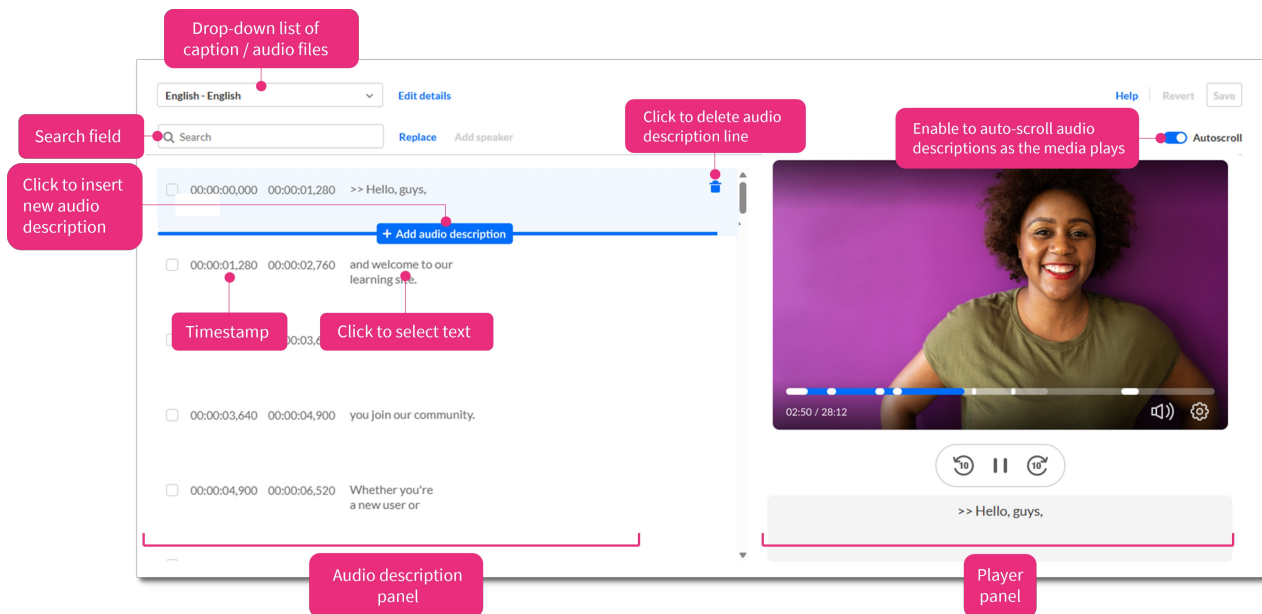 Drop-down list of
caption / audio files
English - English
Edit details
Help
Revert
Save
Search field
Search
Replace
Add speaker
Click to delete audio
description line
Enable to auto-scroll audio
descriptions as the media plays
Autoscroll
Click to insert
new audio
description
00:00:00,000 00:00:01,280 >> Hello, guys,
+ Add audio description
00:00:01,280 00:00:02,760 and welcome to our
learning site.
Timestamp
Click to select text
00:00:03,640 00:00:04,900 you join our community.
00:00:04,900 00:00:06,520 Whether you're
a new user or
02:50 / 28:12
10
10
>> Hello, guys,
Audio description
panel
Player
panel